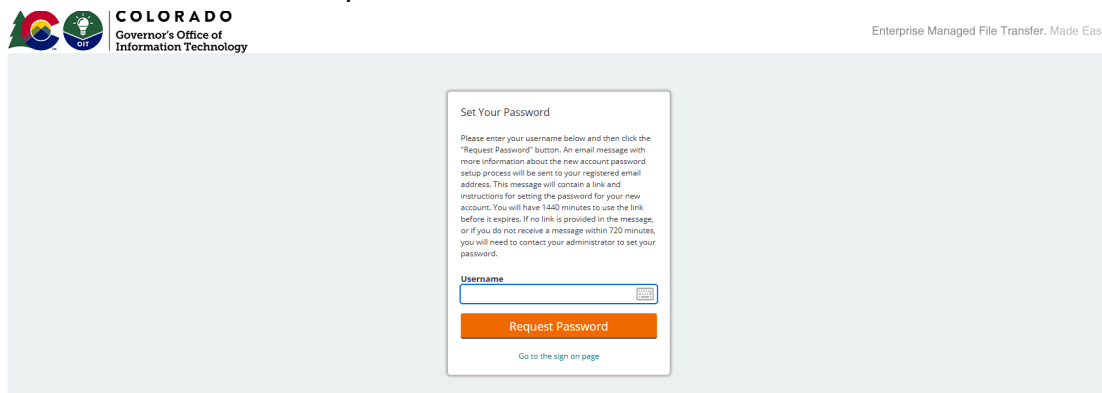 COLORADO
Governor's Office of
Information Technology
OIT
TM
Enterprise Managed File Transfer. Made Eas
Set Your Password
Please enter your username below and then click the
"Request Password" button. An email message with
more information about the new account password
setup process will be sent to your registered email
address. This message will contain a link and
instructions for setting the password for your new
account. You will have 1440 minutes to use the link
before it expires. If no link is provided in the message,
or if you do not receive a message within 720 minutes,
you will need to contact your administrator to set your
password.
Username
Request Password
Go to the sign on page